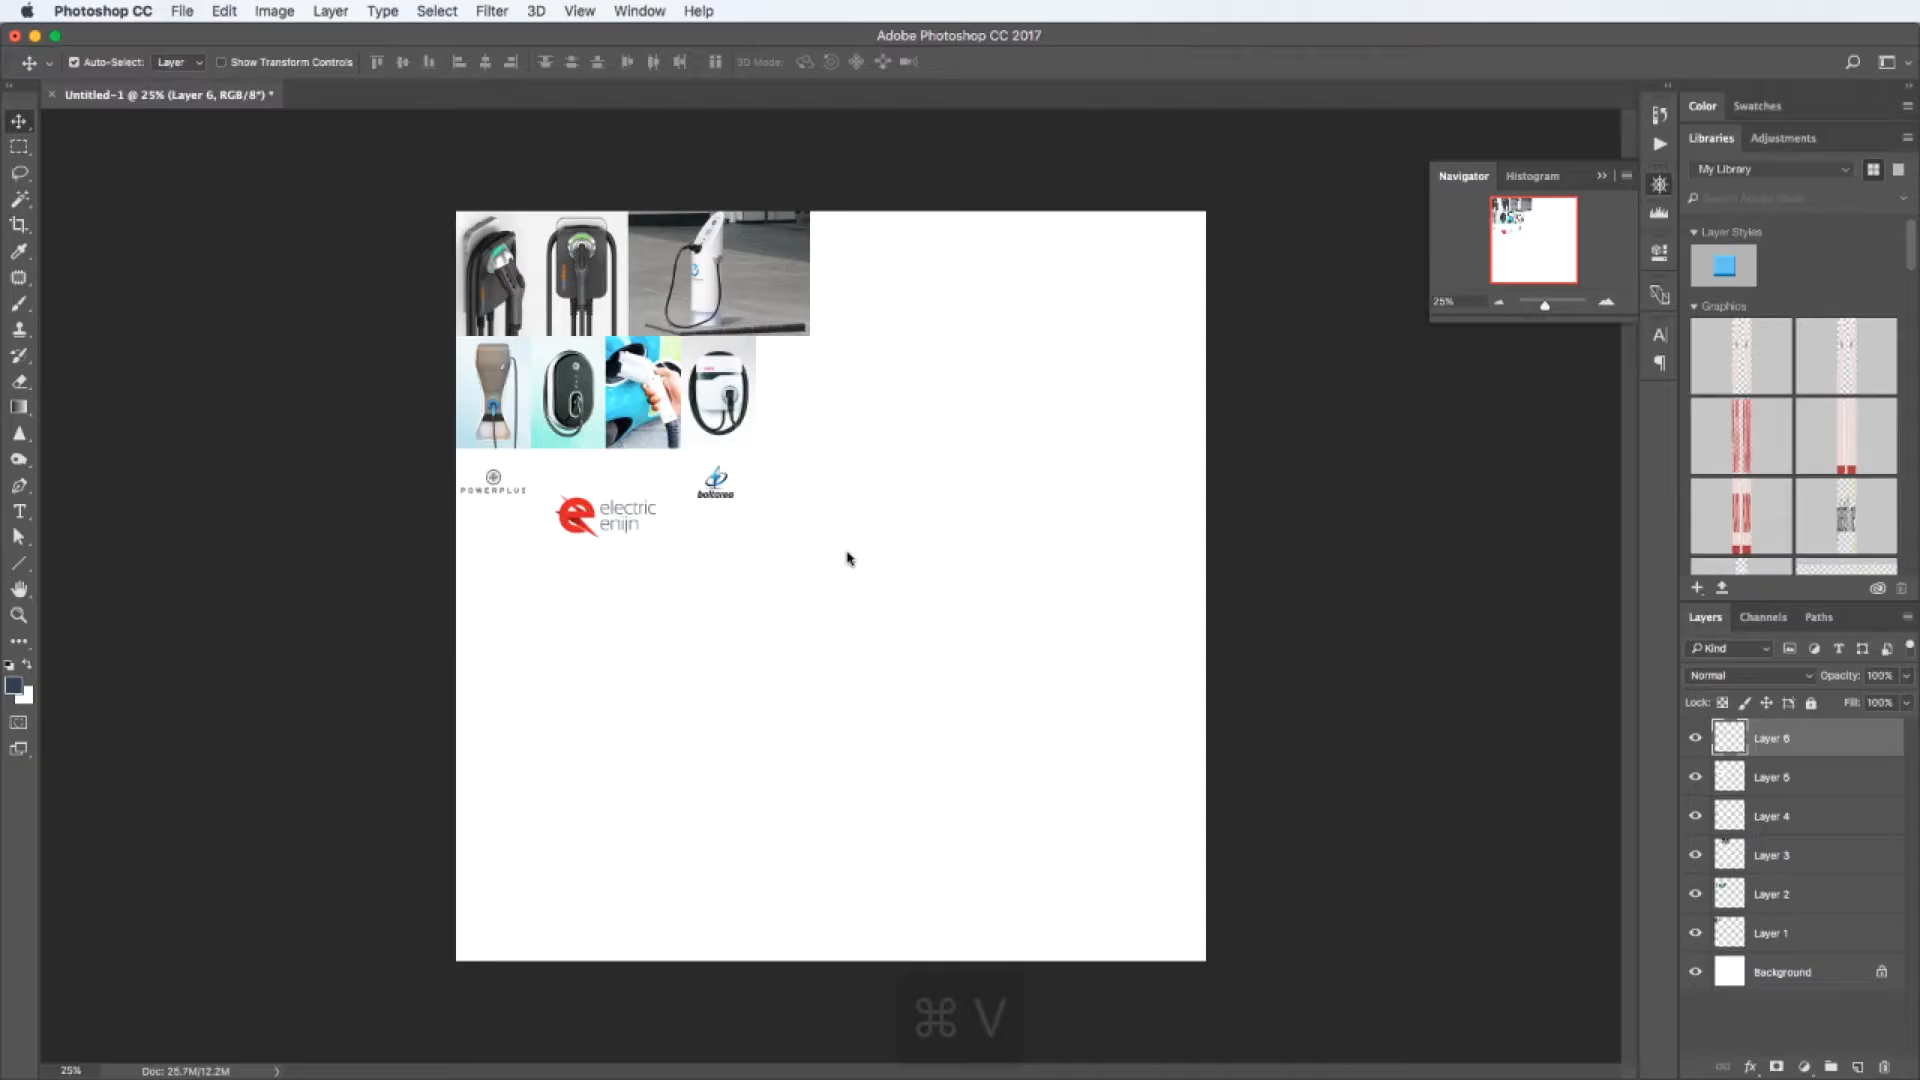 Photoshop CC File Edit Image Layer Type Select Filter 3D View Window Help
Adobe Photoshop CC 2017
Auto-Select: Layer Show Transform Controls 3D Mode:
× Untitled-1 @ 25% (Layer 6, RGB/8*) *
Color Swatches
Libraries Adjustments
My Library
Navigator Histogram
Layer Styles
Graphics
25%
POWERPLUS
electric
enijn
Layers Channels Paths
Kind
Normal Opacity: 100%
Lock: Fill: 100%
Layer 6
Layer 5
Layer 4
Layer 3
Layer 2
Layer 1
Background
⌘ V
25% Doc: 25.7M/12.2M